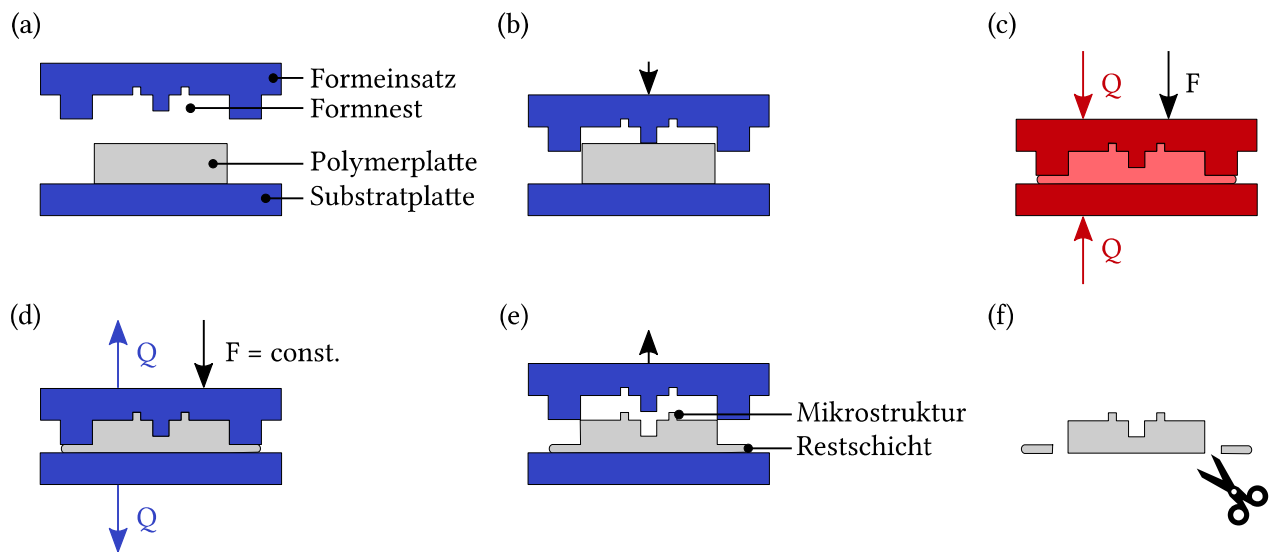 (a)
Formeinsatz
Formnest
Polymerplatte
Substratplatte
(b)
(c)
Q
F
Q
(d)
Q
F = const.
Q
(e)
Mikrostruktur
Restschicht
(f)